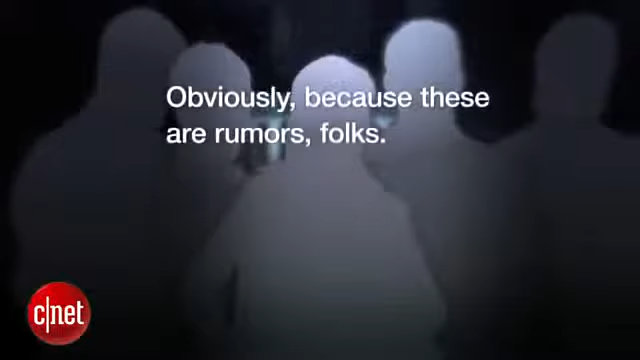 Obviously, because these
are rumors, folks.
c|net